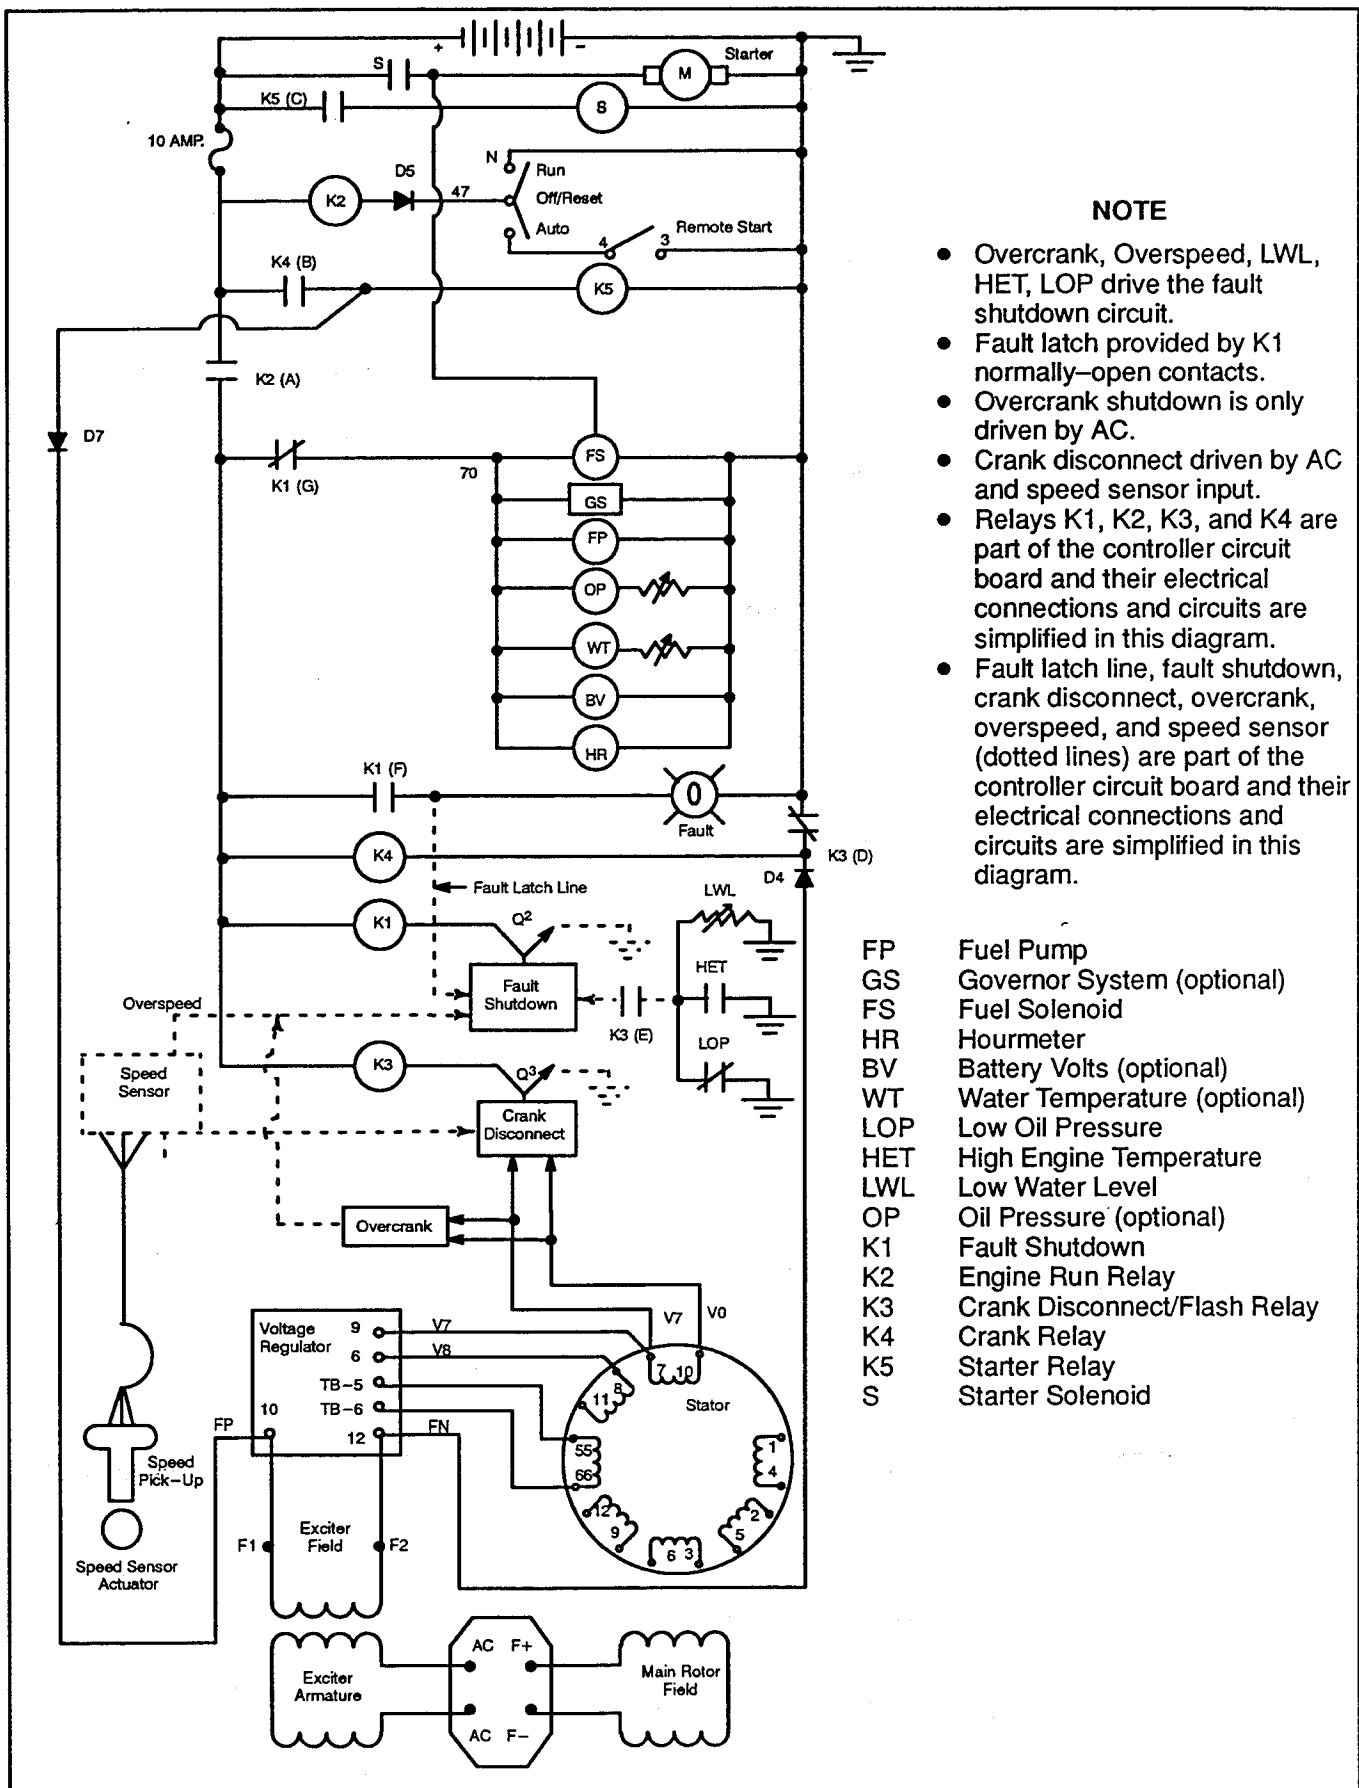 + -
S
M
Starter
K5 (C)
S
10 AMP.
N
Run
K2
D5
47
Off/Reset
Auto
4
3
Remote Start
K4 (B)
K5
K2 (A)
D7
K1 (G)
70
FS
GS
FP
OP
WT
BV
HR
K1 (F)
0
Fault
K3 (D)
K4
D4
Fault Latch Line
LWL
K1
Q2
HET
Fault
Shutdown
Overspeed
K3 (E)
LOP
K3
Q3
Speed
Sensor
Crank
Disconnect
Overcrank
V7
V0
Voltage
Regulator
9
V7
6
V8
TB-5
TB-6
10
12
FP
FN
7 10
8
11
Stator
55
66
1
4
12
9
2
5
6 3
Speed
Pick-Up
Exciter
Field
F1
F2
Speed Sensor
Actuator
AC F+
Exciter
Armature
Main Rotor
Field
AC F-
NOTE
● Overcrank, Overspeed, LWL,
HET, LOP drive the fault
shutdown circuit.
● Fault latch provided by K1
normally-open contacts.
● Overcrank shutdown is only
driven by AC.
● Crank disconnect driven by AC
and speed sensor input.
● Relays K1, K2, K3, and K4 are
part of the controller circuit
board and their electrical
connections and circuits are
simplified in this diagram.
● Fault latch line, fault shutdown,
crank disconnect, overcrank,
overspeed, and speed sensor
(dotted lines) are part of the
controller circuit board and their
electrical connections and
circuits are simplified in this
diagram.
FP Fuel Pump
GS Governor System (optional)
FS Fuel Solenoid
HR Hourmeter
BV Battery Volts (optional)
WT Water Temperature (optional)
LOP Low Oil Pressure
HET High Engine Temperature
LWL Low Water Level
OP Oil Pressure (optional)
K1 Fault Shutdown
K2 Engine Run Relay
K3 Crank Disconnect/Flash Relay
K4 Crank Relay
K5 Starter Relay
S Starter Solenoid